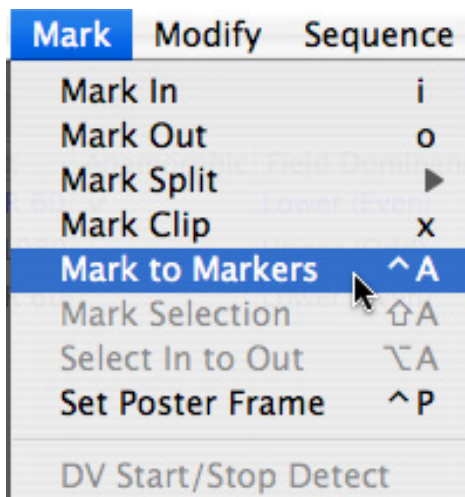 Mark Modify Sequence
Mark In i
Mark Out o
Mark Split ▶
Mark Clip x
Mark to Markers ^A
Mark Selection ⇧A
Select In to Out ⌥A
Set Poster Frame ^P
DV Start/Stop Detect